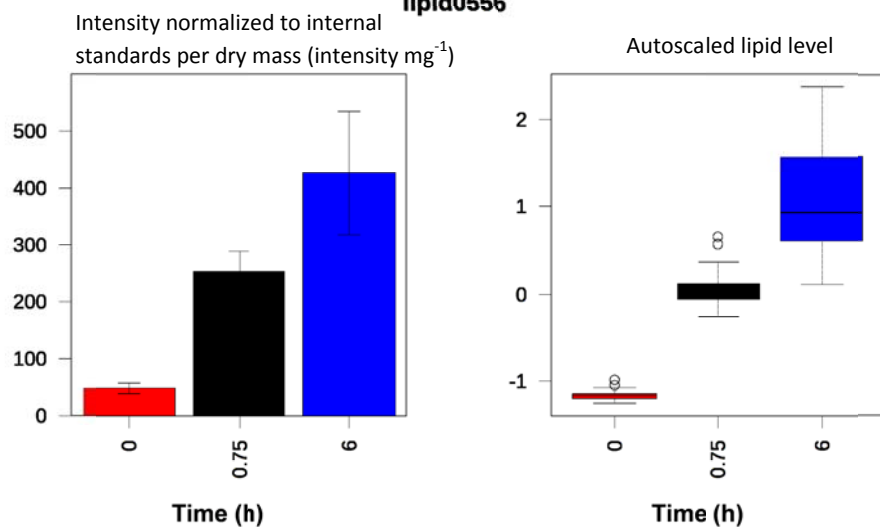 lipid0556
Intensity normalized to internal
standards per dry mass (intensity mg⁻¹)
500
400
300
200
100
0
0
0.75
6
Time (h)
Autoscaled lipid level
2
1
0
-1
0
0.75
6
Time (h)